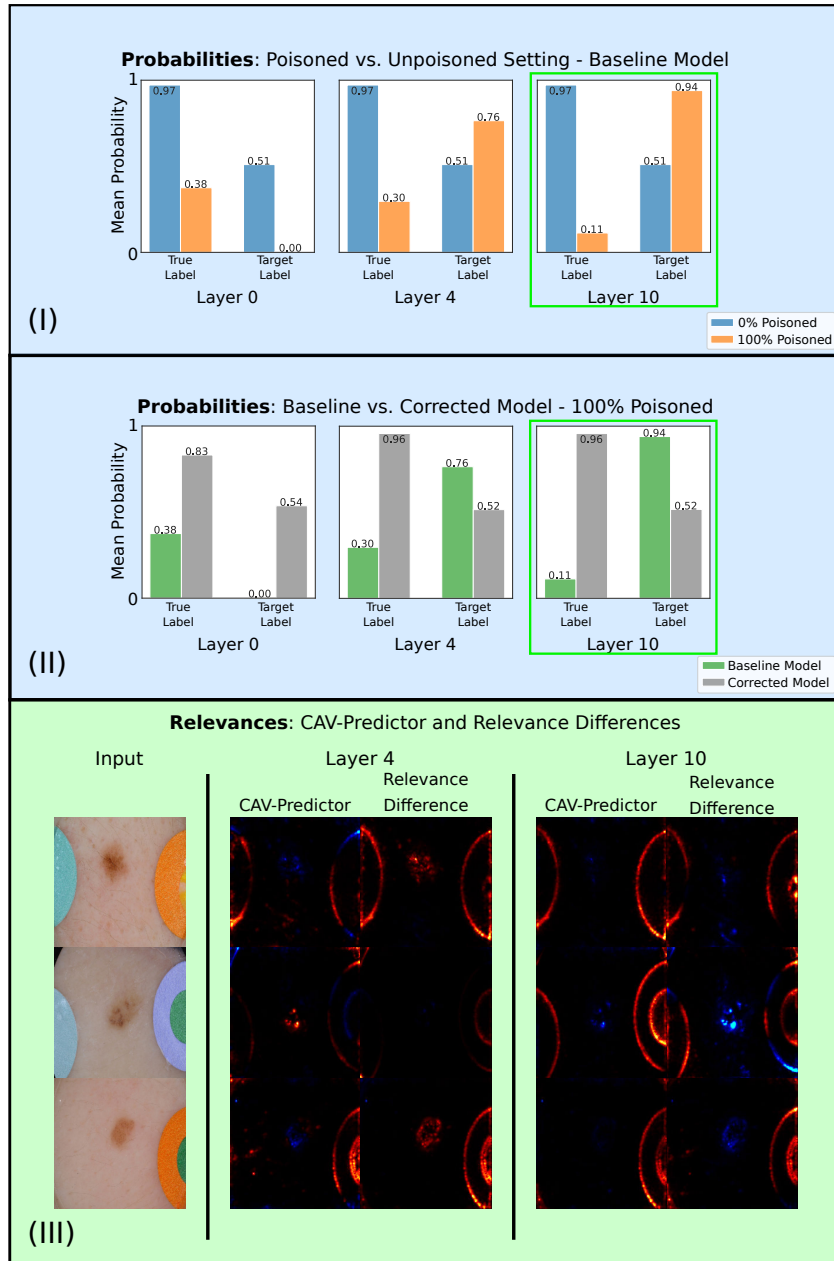 Probabilities: Poisoned vs. Unpoisoned Setting - Baseline Model
Mean Probability
1
0
0.97
0.38
0.51
0.00
True Label
Target Label
Layer 0
0.97
0.30
0.51
0.76
True Label
Target Label
Layer 4
0.97
0.11
0.51
0.94
True Label
Target Label
Layer 10
(I)
0% Poisoned
100% Poisoned
Probabilities: Baseline vs. Corrected Model - 100% Poisoned
Mean Probability
1
0
0.38
0.83
0.00
0.54
True Label
Target Label
Layer 0
0.30
0.96
0.76
0.52
True Label
Target Label
Layer 4
0.11
0.96
0.94
0.52
True Label
Target Label
Layer 10
(II)
Baseline Model
Corrected Model
Relevances: CAV-Predictor and Relevance Differences
Input
Layer 4
Layer 10
CAV-Predictor
Relevance
Difference
CAV-Predictor
Relevance
Difference
(III)